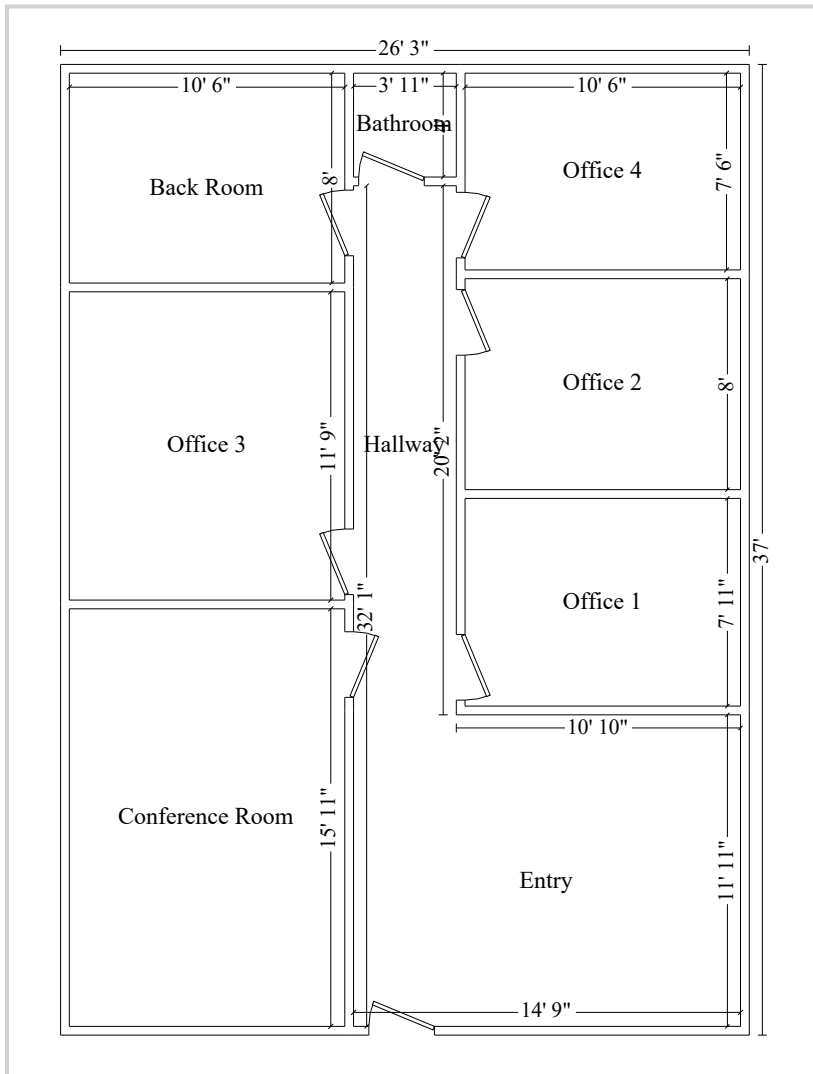 26' 3"
10' 6"
3' 11"
10' 6"
Bathroom
4'
Office 4
7' 6"
Back Room
8'
Office 2
8'
Office 3
11' 9"
Hallway
20' 2"
37'
32' 1"
Office 1
7' 11"
10' 10"
Conference Room
15' 11"
11' 11"
Entry
14' 9"